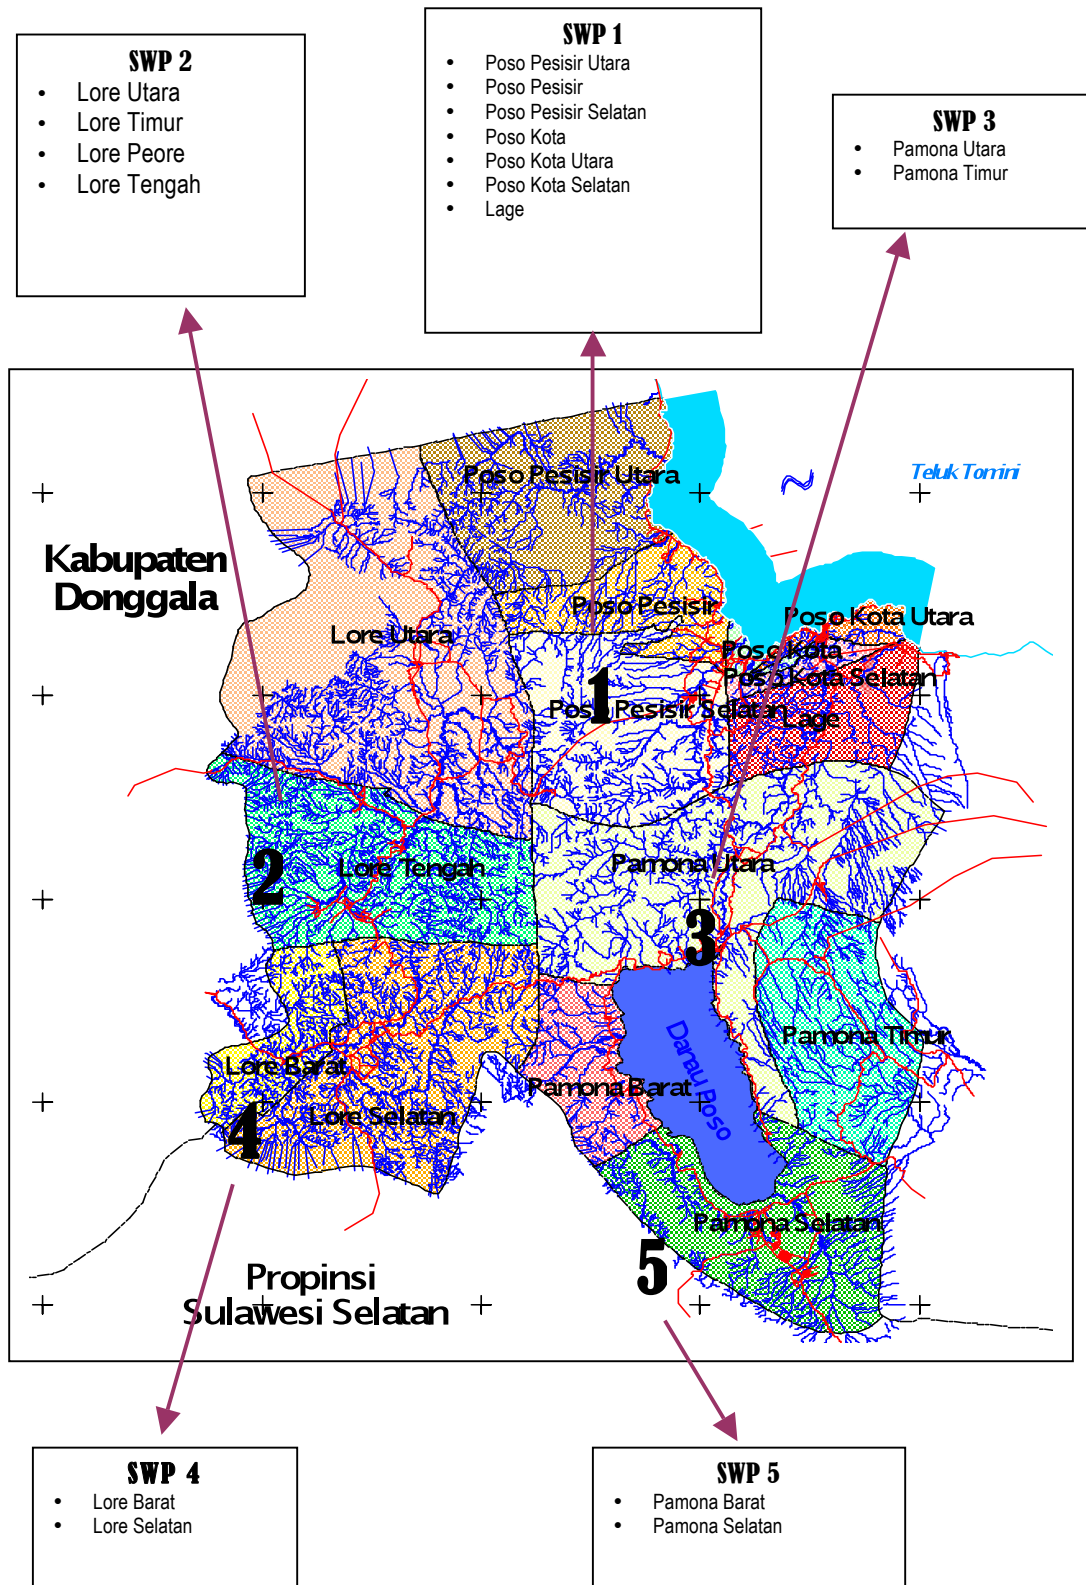 SWP 1
• Poso Pesisir Utara
• Poso Pesisir
• Poso Pesisir Selatan
• Poso Kota
• Poso Kota Utara
• Poso Kota Selatan
• Lage
SWP 2
• Lore Utara
• Lore Timur
• Lore Peore
• Lore Tengah
SWP 3
• Pamona Utara
• Pamona Timur
Poso Pesisir Utara
Teluk Tomini
Kabupaten
Donggala
Poso Pesisir
Poso Kota Utara
Lore Utara
Poso Kota
Poso Kota Selatan
1
Poso Pesisir Selatan
Lage
2
Lore Tengah
Pamona Utara
3
Danau Poso
Pamona Timur
Lore Barat
Pamona Barat
4
Lore Selatan
Pamona Selatan
5
Propinsi
Sulawesi Selatan
SWP 4
• Lore Barat
• Lore Selatan
SWP 5
• Pamona Barat
• Pamona Selatan